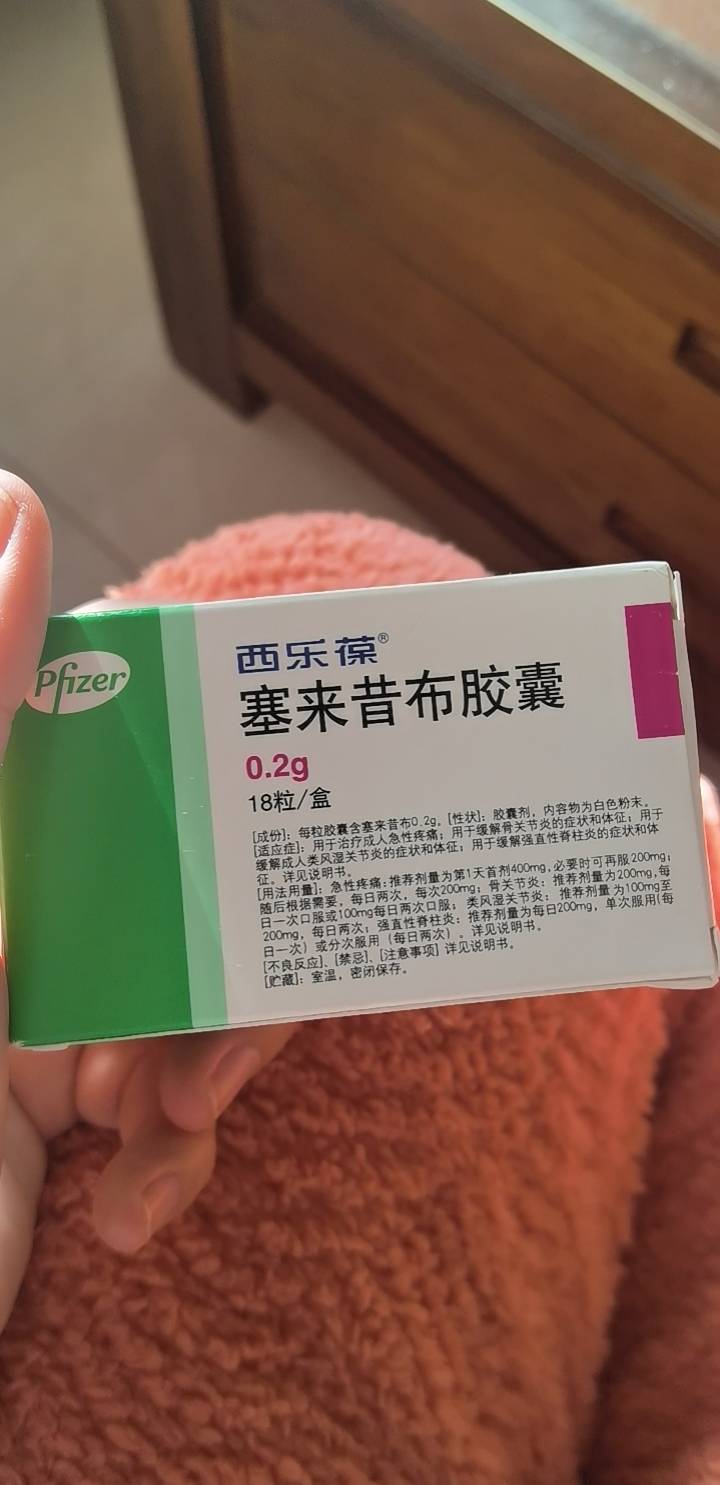 Pfizer
西乐葆®
塞来昔布胶囊
0.2g
18粒/盒
[成份]：每粒胶囊含塞来昔布0.2g。[性状]：胶囊剂，内容物为白色粉末。
[适应症]：用于治疗成人急性疼痛；用于缓解骨关节炎的症状和体征；用于
缓解成人类风湿关节炎的症状和体征；用于缓解强直性脊柱炎的症状和体
征。详见说明书。
[用法用量]：急性疼痛：推荐剂量为第1天首剂400mg，必要时可再服200mg；
随后根据需要，每日两次，每次200mg；骨关节炎：推荐剂量为200mg，每
日一次口服或100mg每日两次口服；类风湿关节炎：推荐剂量为100mg至
200mg，每日两次；强直性脊柱炎：推荐剂量为每日200mg，单次服用(每
日一次）或分次服用（每日两次）。详见说明书。
[不良反应]、[禁忌]、[注意事项] 详见说明书。
[贮藏]：室温，密闭保存。